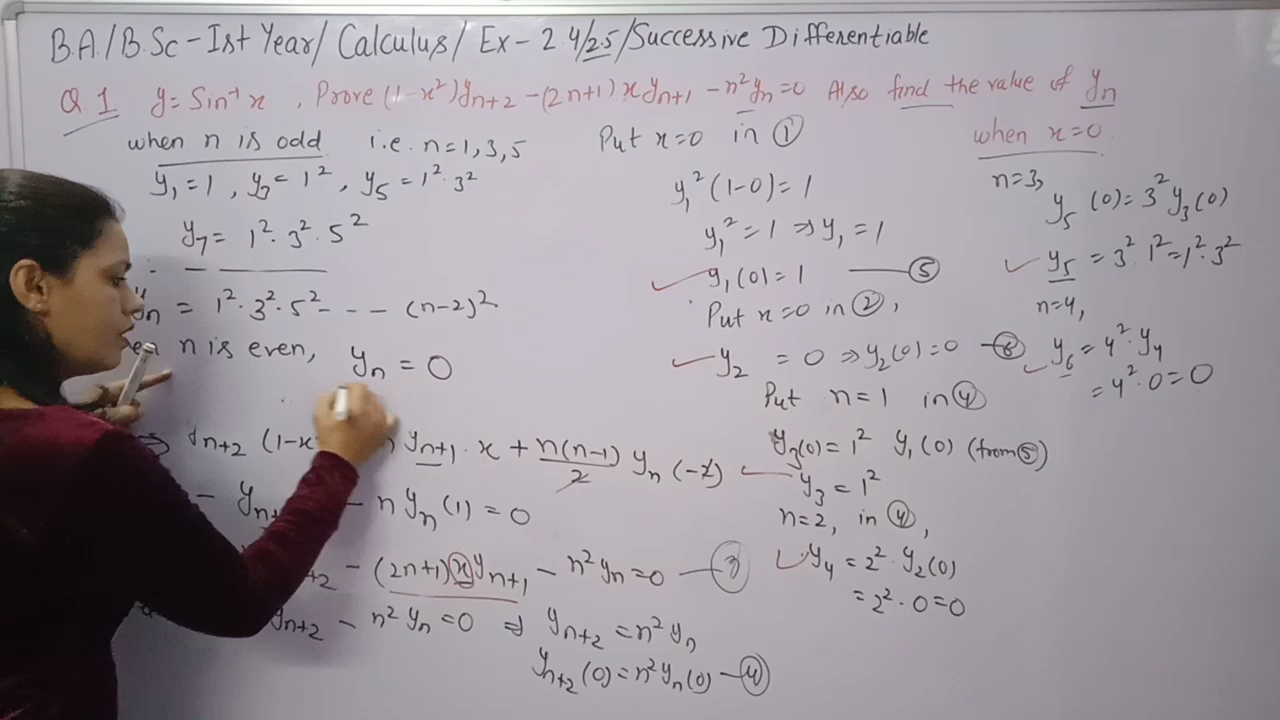 B.A./B.Sc - Ist Year/ Calculus/ Ex - 2.4/2.5/Successive Differentiable
Q.1 y = Sin⁻¹ x , Prove (1-x²)yₙ₊₂ - (2n+1) x yₙ₊₁ - n²yₙ = 0 Also find the value of yₙ
when x=0.
when n is odd i.e. n=1,3,5
y₁ = 1 , y₃ = 1² , y₅ = 1²·3²
y₇ = 1²·3²·5²
yₙ = 1²·3²·5² - - - - (n-2)²
n is even, yₙ = 0
⇒ yₙ₊₂ (1-x yₙ₊₁ · x + n(n-1)/2 yₙ (-2)
- y - n yₙ (1) = 0
+2 - (2n+1) x yₙ₊₁ - n² yₙ = 0 — ③
yₙ₊₂ - n² yₙ = 0 ⇒ yₙ₊₂ = n² yₙ
yₙ₊₂ (0) = n² yₙ (0) — ④
Put x=0 in ①
y₁² (1-0) = 1
y₁² = 1 ⇒ y₁ = 1
y₁(0) = 1 — ⑤
Put x=0 in ②,
y₂ = 0 ⇒ y₂(0) = 0 — ⑥
Put n=1 in ④
y₃(0) = 1² y₁(0) (from ⑤)
y₃ = 1²
n=2, in ④,
y₄ = 2² · y₂(0)
= 2² · 0 = 0
n=3,
y₅ (0) = 3² y₃(0)
y₅ = 3² · 1² = 1² · 3²
n=4,
y₆ = 4² · y₄
= 4² · 0 = 0